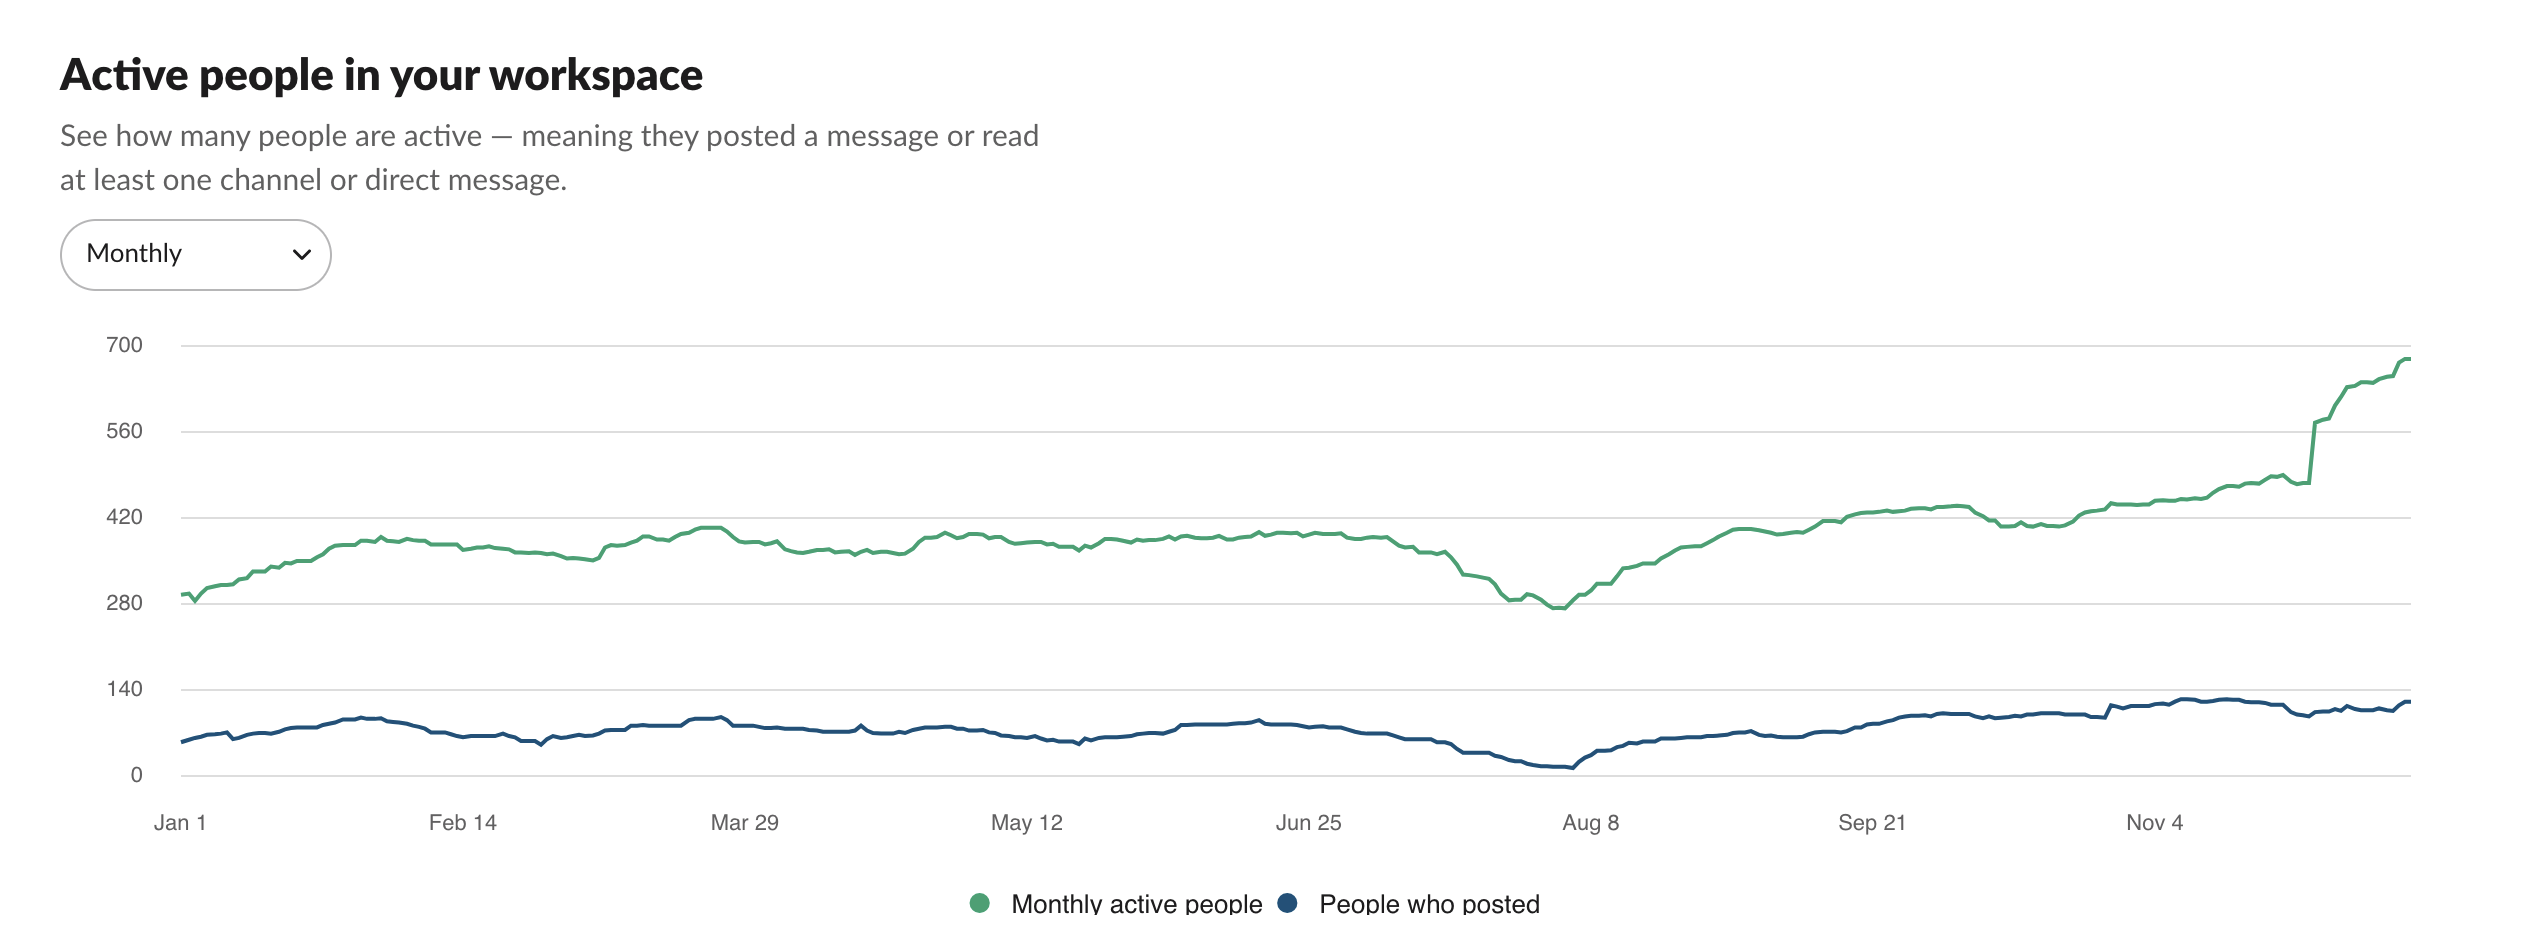 Active people in your workspace
See how many people are active — meaning they posted a message or read
at least one channel or direct message.
Monthly
700
560
420
280
140
0
Jan 1 Feb 14 Mar 29 May 12 Jun 25 Aug 8 Sep 21 Nov 4
Monthly active people People who posted